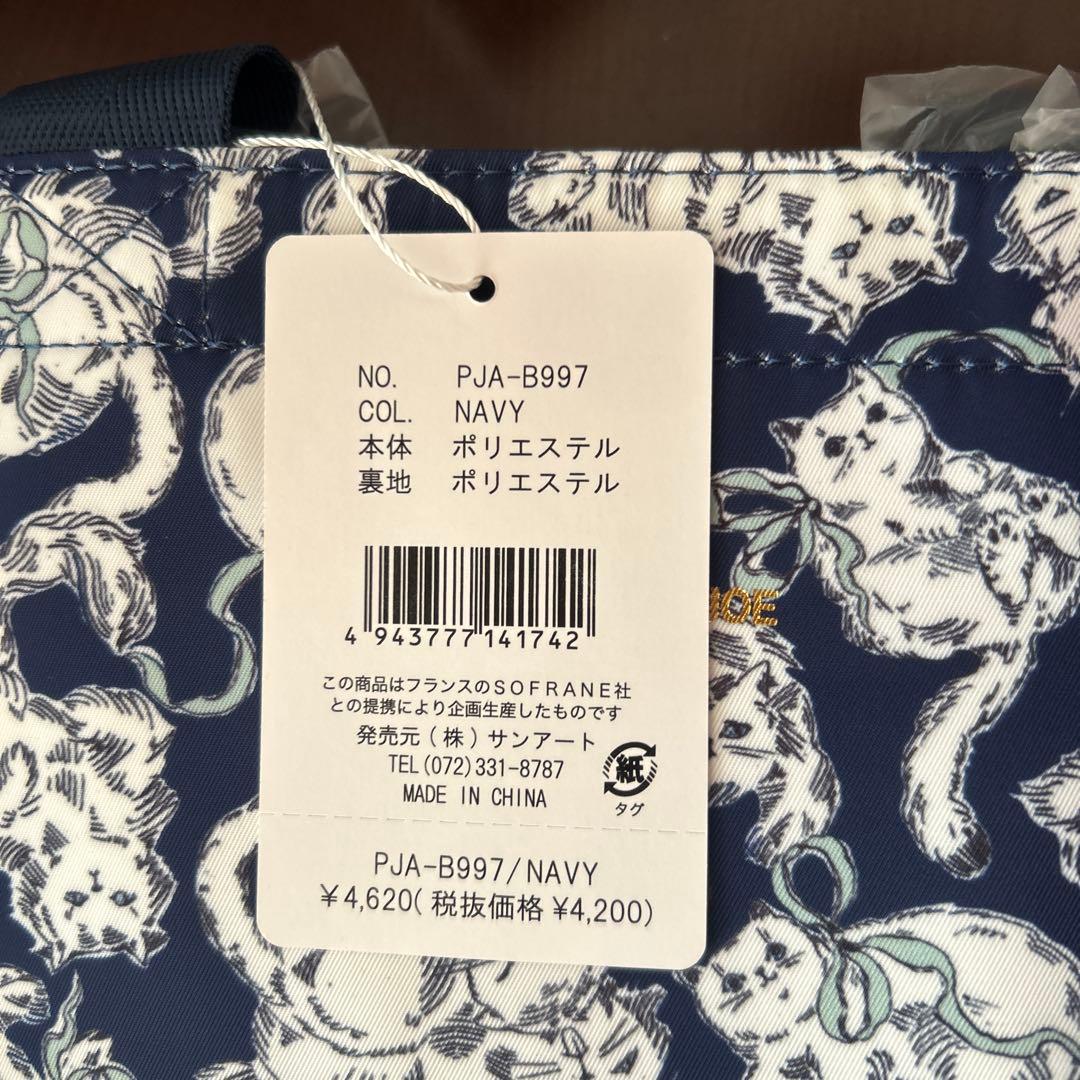 NO. PJA-B997
COL. NAVY
本体 ポリエステル
裏地 ポリエステル
4 943777 141742
この商品はフランスのSOFRANE社
との提携により企画生産したものです
発売元(株)サンアート
TEL(072)331-8787
MADE IN CHINA
紙
タグ
PJA-B997/NAVY
¥4,620(税抜価格 ¥4,200)